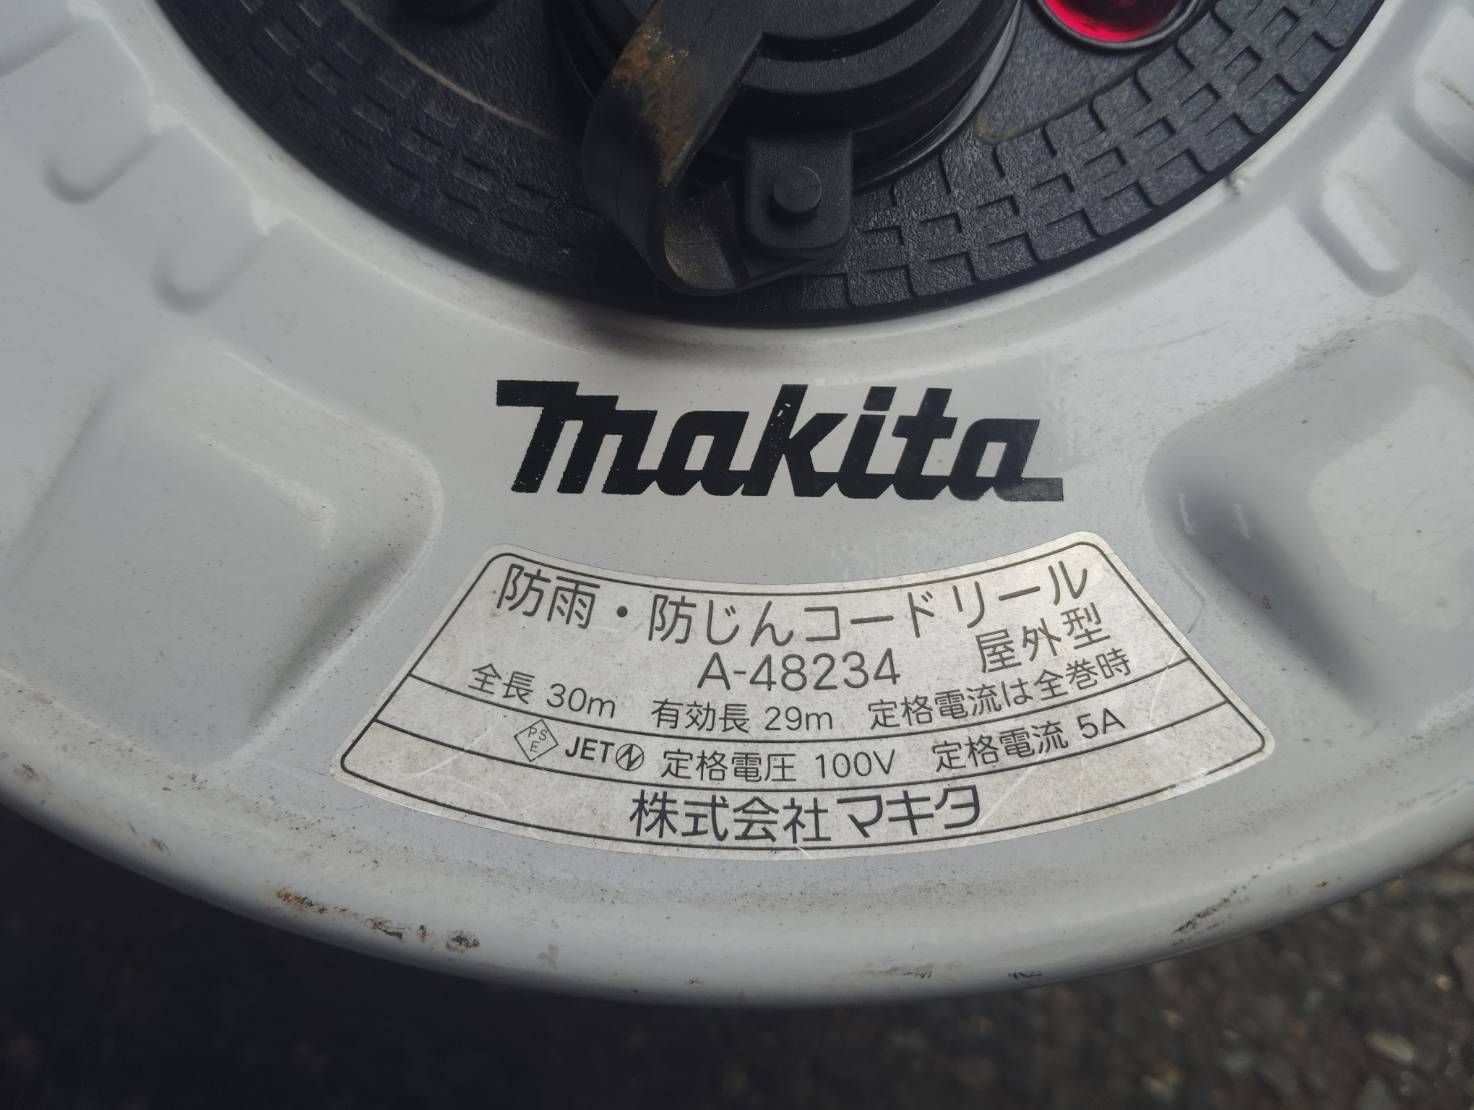 makita
防雨・防じんコードリール
A-48234 屋外型
全長 30m 有効長 29m 定格電流は全巻時
PSE JET 定格電圧 100V 定格電流 5A
株式会社マキタ